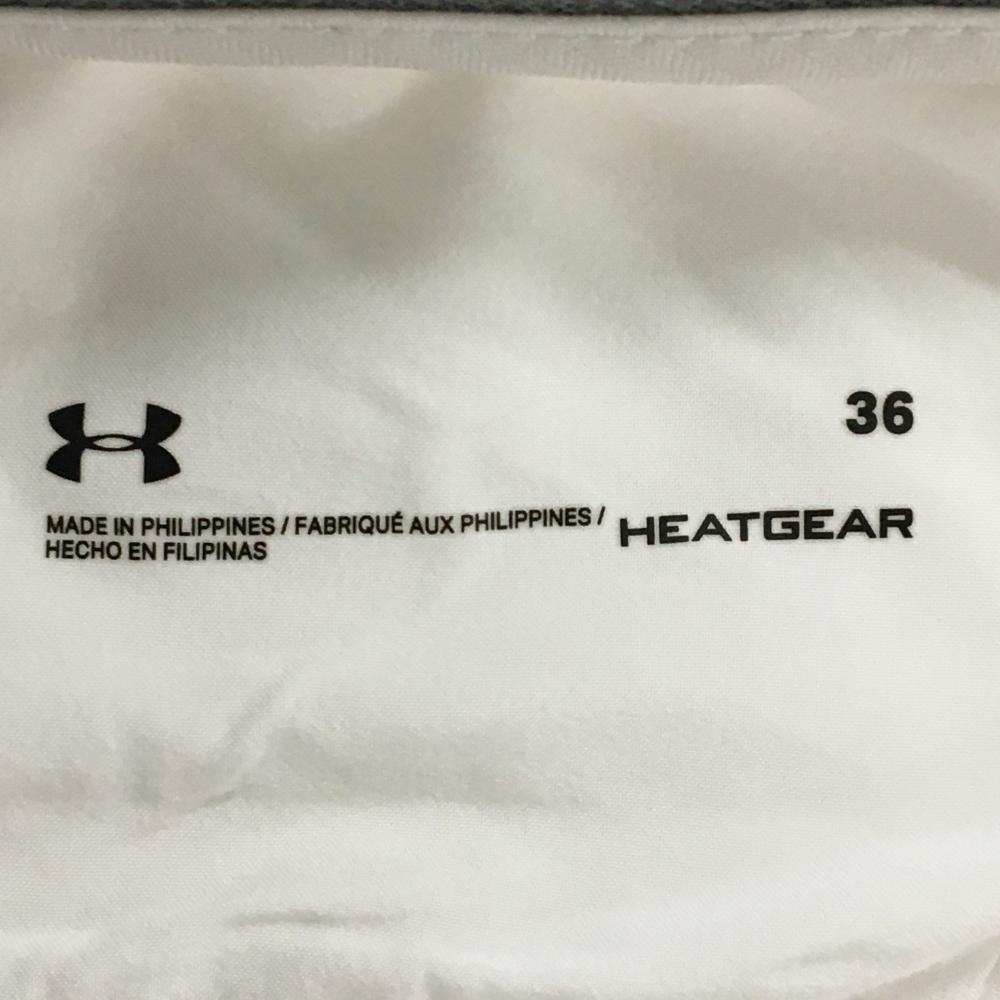 36
MADE IN PHILIPPINES / FABRIQUÉ AUX PHILIPPINES /
HECHO EN FILIPINAS
HEATGEAR